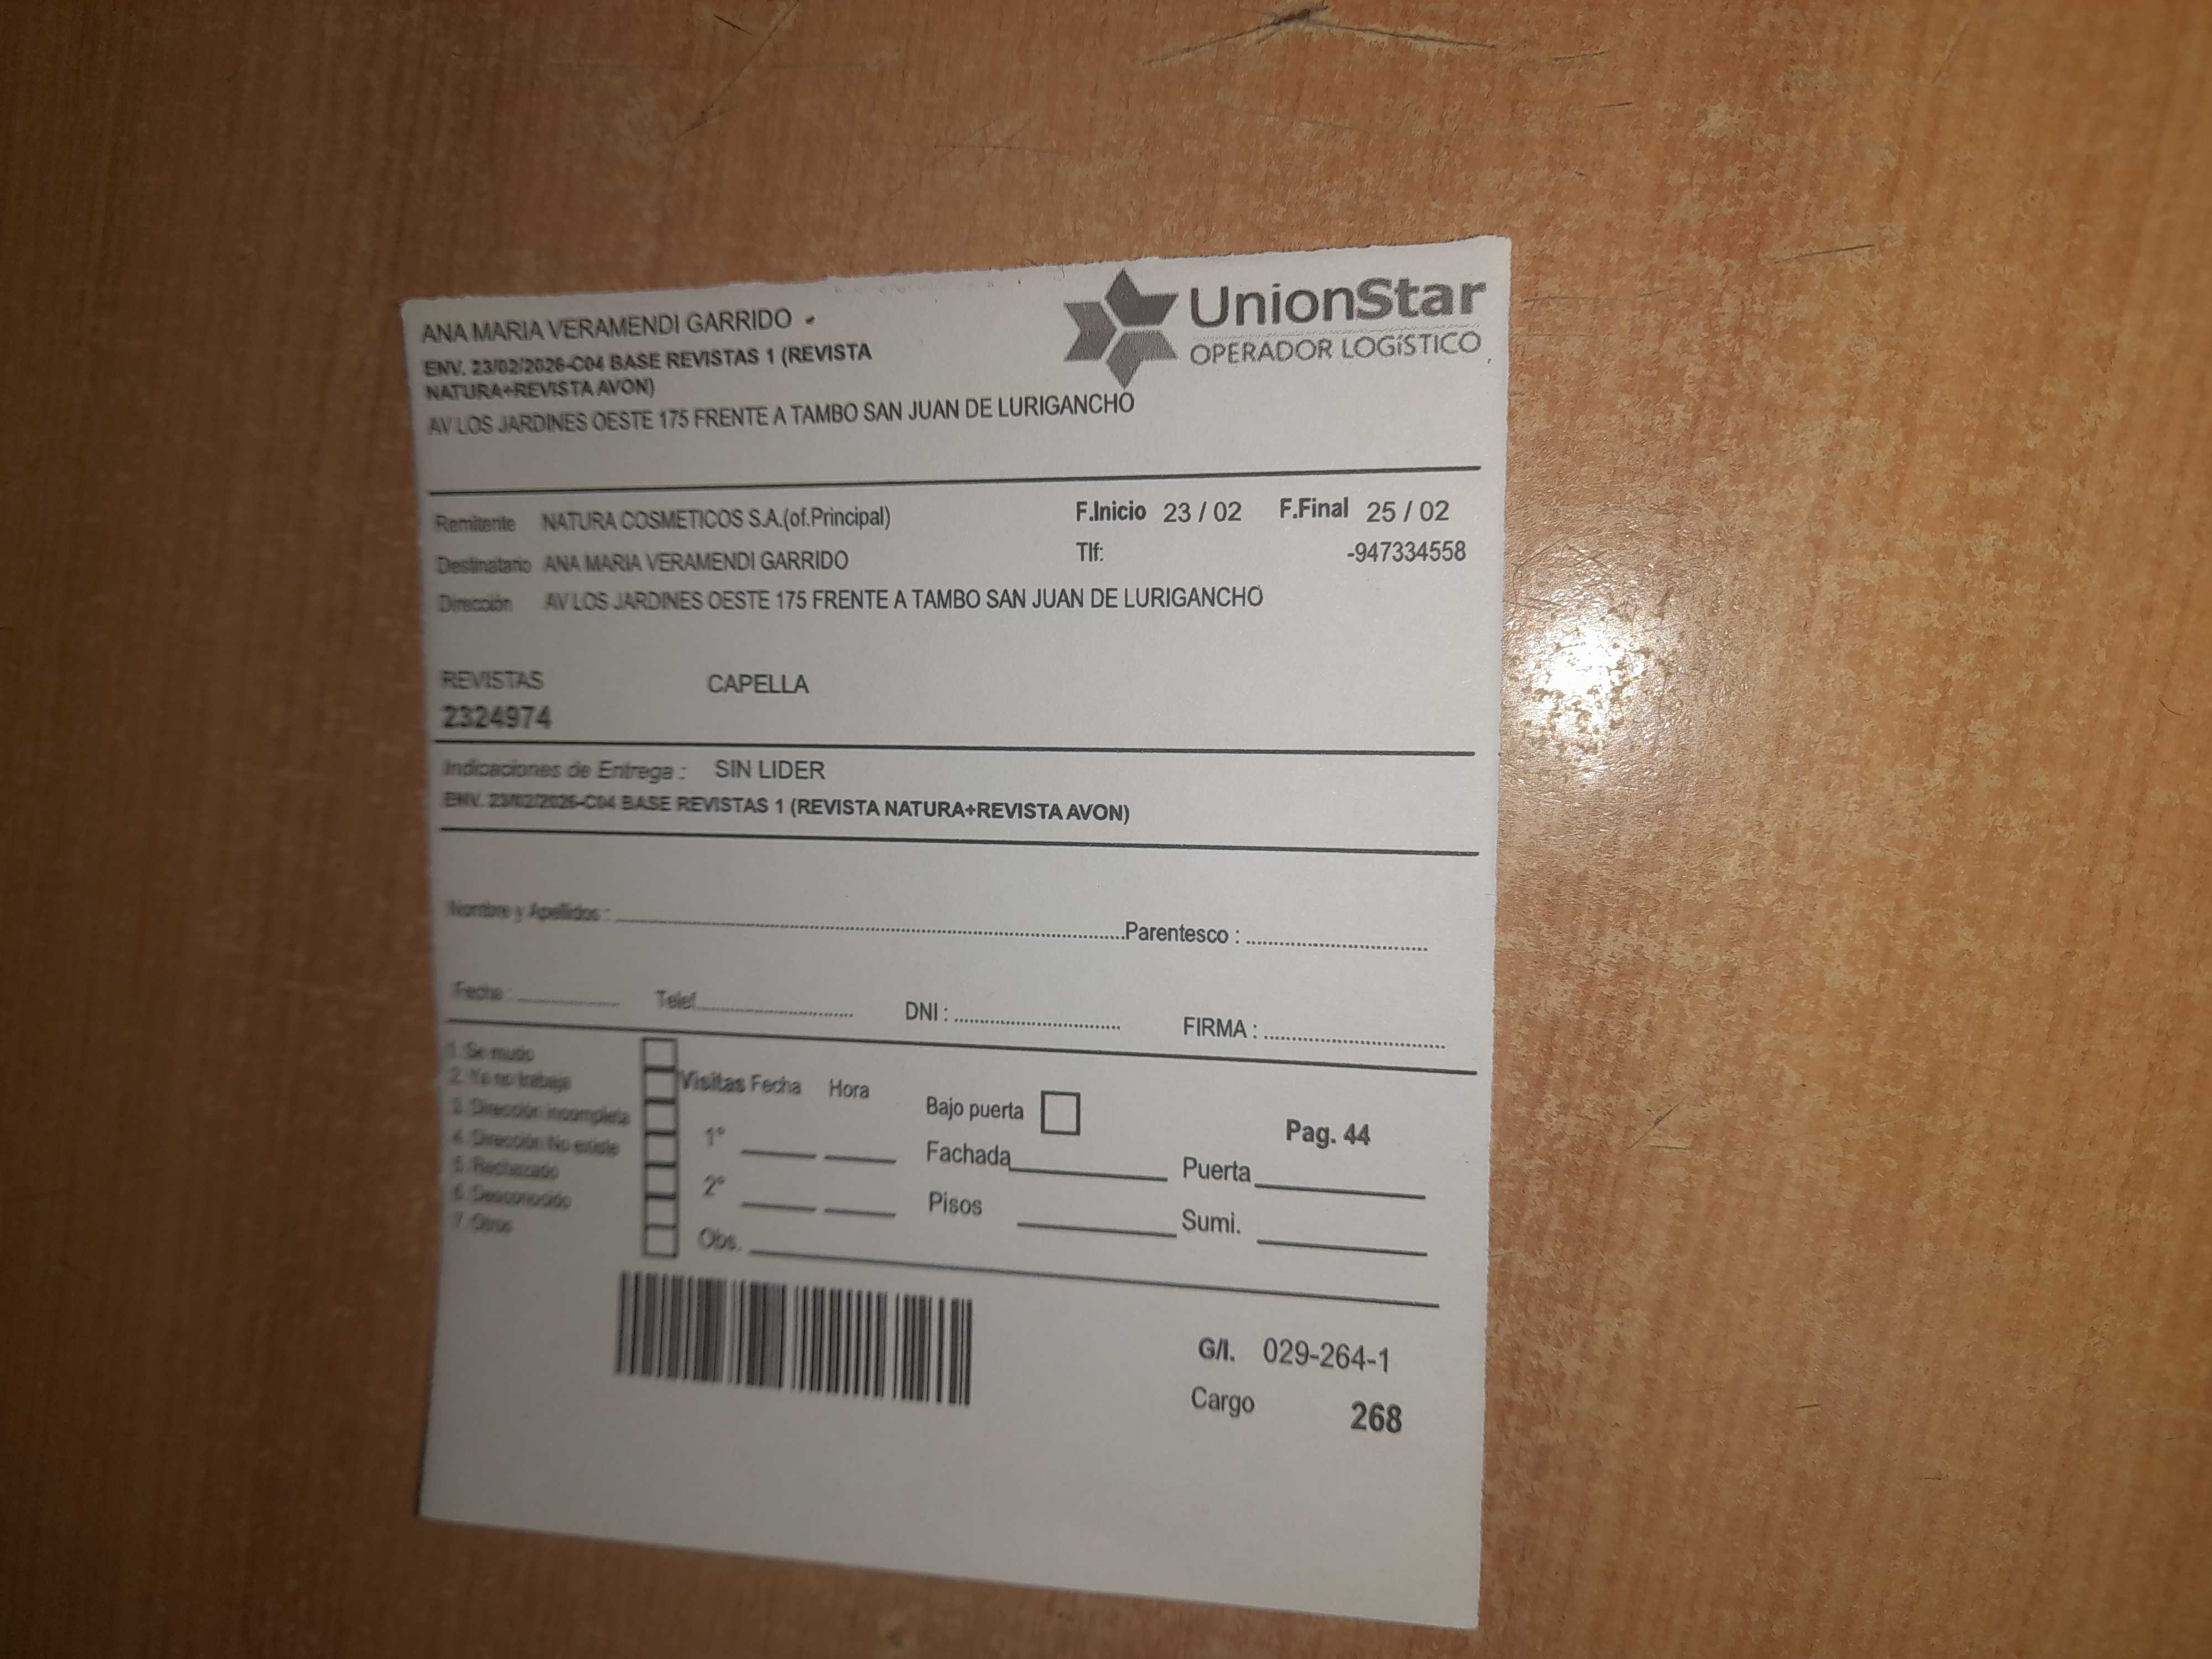 ANA MARIA VERAMENDI GARRIDO
UnionStar
OPERADOR LOGíSTICO
ENV. 23/02/2026-C04 BASE REVISTAS 1 (REVISTA
NATURA+REVISTA AVON)
AV LOS JARDINES OESTE 175 FRENTE A TAMBO SAN JUAN DE LURIGANCHO
Remitente NATURA COSMETICOS S.A.(of.Principal) F.Inicio 23 / 02 F.Final 25 / 02
Destinatario ANA MARIA VERAMENDI GARRIDO Tlf: -947334558
Dirección AV LOS JARDINES OESTE 175 FRENTE A TAMBO SAN JUAN DE LURIGANCHO
REVISTAS CAPELLA
2324974
Indicaciones de Entrega : SIN LIDER
ENV. 23/02/2026-C04 BASE REVISTAS 1 (REVISTA NATURA+REVISTA AVON)
Nombre y Apellidos : Parentesco :
Fecha : Telef. DNI : FIRMA :
1. Se mudo
2. Ya no trabaja
3. Dirección incompleta
4. Dirección No existe
5. Rechazado
6. Desconocido
7. Otros
Visitas Fecha Hora
1°
2°
Obs.
Bajo puerta Pag. 44
Fachada Puerta
Pisos Sumi.
G/I. 029-264-1
Cargo 268